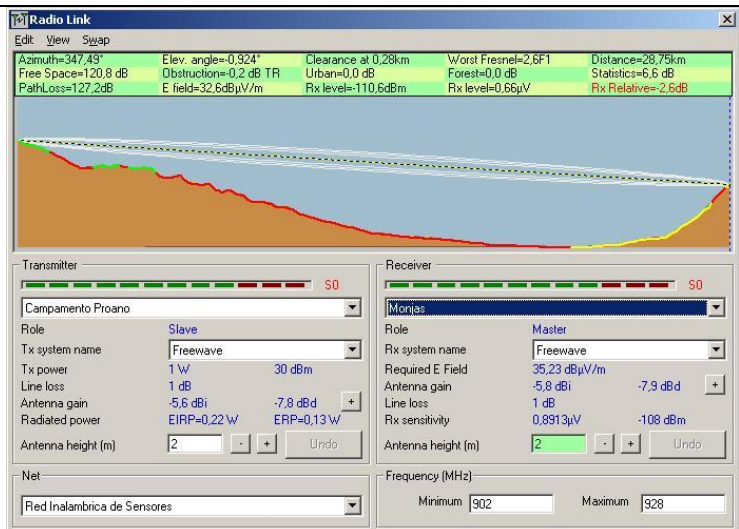 Radio Link
Edit View Swap
Azimuth=347,49° Elev. angle=-0,924° Clearance at 0,28km Worst Fresnel=2,6F1 Distance=28,75km
Free Space=120,8 dB Obstruction=-0,2 dB TR Urban=0,0 dB Forest=0,0 dB Statistics=6,6 dB
PathLoss=127,2dB E field=32,6dBµV/m Rx level=-110,6dBm Rx level=0,66µV Rx Relative=-2,6dB
Transmitter
S0
Campamento Proano
Role Slave
Tx system name Freewave
Tx power 1 W 30 dBm
Line loss 1 dB
Antenna gain -5,6 dBi -7,8 dBd +
Radiated power EIRP=0,22 W ERP=0,13 W
Antenna height (m) 2 - + Undo
Net
Red Inalambrica de Sensores
Receiver
S0
Monjas
Role Master
Rx system name Freewave
Required E Field 35,23 dBµV/m
Antenna gain -5,8 dBi -7,9 dBd +
Line loss 1 dB
Rx sensitivity 0,8913µV -108 dBm
Antenna height (m) 2 - + Undo
Frequency (MHz)
Minimum 902 Maximum 928